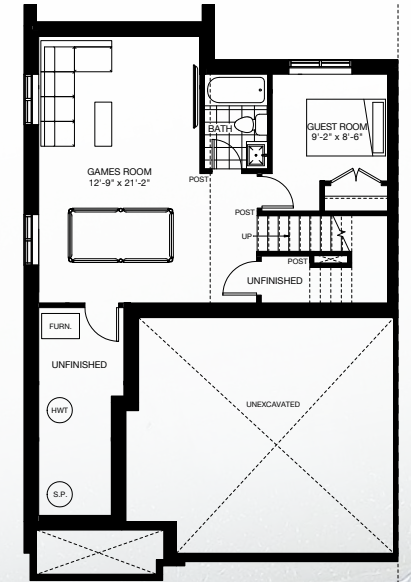 BATH
GUEST ROOM
9'-2" x 8'-6"
GAMES ROOM
12'-9" x 21'-2"
POST
POST
UP
POST
UNFINISHED
FURN.
UNFINISHED
HWT
UNEXCAVATED
S.P.